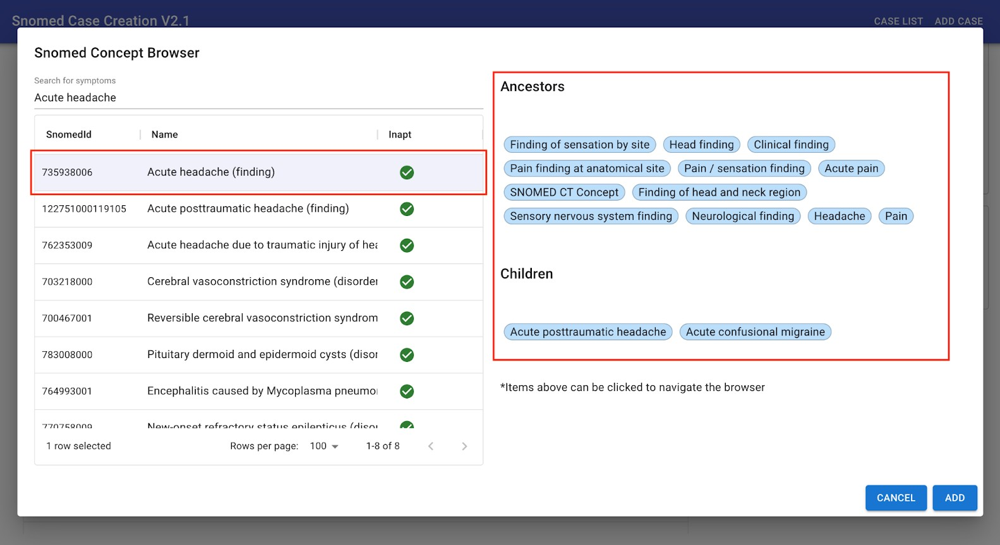 Snomed Case Creation V2.1
CASE LIST ADD CASE
Snomed Concept Browser
Search for symptoms
Acute headache
SnomedId Name Inapt
735938006 Acute headache (finding)
122751000119105 Acute posttraumatic headache (finding)
762353009 Acute headache due to traumatic injury of hea
703218000 Cerebral vasoconstriction syndrome (disorder
700467001 Reversible cerebral vasoconstriction syndrom
783008000 Pituitary dermoid and epidermoid cysts (disor
764993001 Encephalitis caused by Mycoplasma pneumo
770758009 New-onset refractory status epilepticus (disor
1 row selected Rows per page: 100 1-8 of 8
Ancestors
Finding of sensation by site Head finding Clinical finding
Pain finding at anatomical site Pain / sensation finding Acute pain
SNOMED CT Concept Finding of head and neck region
Sensory nervous system finding Neurological finding Headache Pain
Children
Acute posttraumatic headache Acute confusional migraine
*Items above can be clicked to navigate the browser
CANCEL ADD